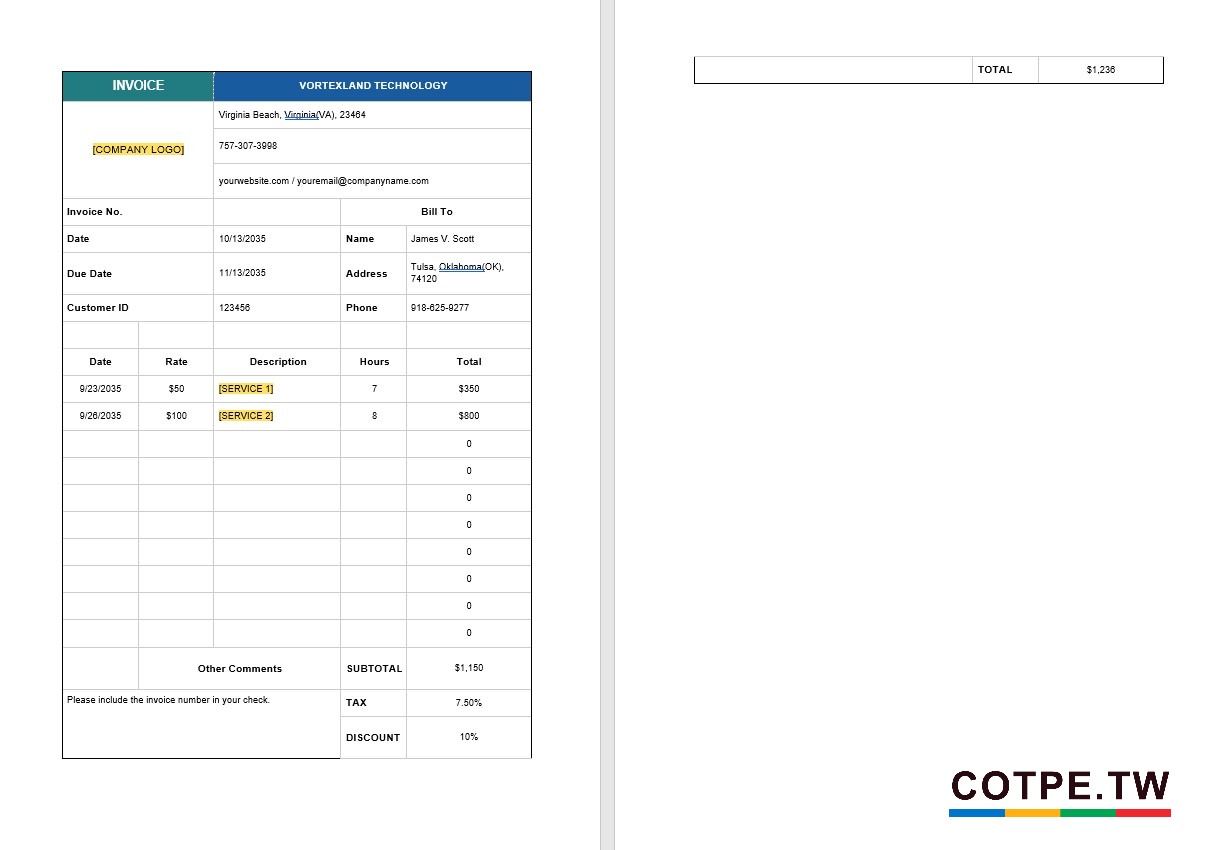 INVOICE
VORTEXLAND TECHNOLOGY
[COMPANY LOGO]
Virginia Beach, Virginia(VA), 23464
757-307-3998
yourwebsite.com / youremail@companyname.com
Invoice No.
Bill To
Date 10/13/2035 Name James V. Scott
Due Date 11/13/2035 Address Tulsa, Oklahoma(OK),
74120
Customer ID 123456 Phone 918-625-9277
Date Rate Description Hours Total
9/23/2035 $50 [SERVICE 1] 7 $350
9/26/2035 $100 [SERVICE 2] 8 $800
0
0
0
0
0
0
0
0
Other Comments SUBTOTAL $1,150
Please include the invoice number in your check. TAX 7.50%
DISCOUNT 10%
TOTAL $1,236
COTPE.TW